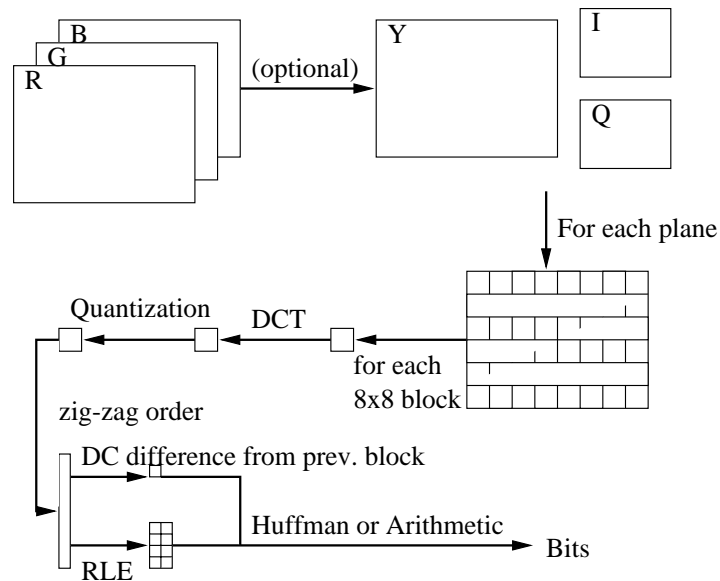 B
G
R
(optional)
Y
I
Q
For each plane
Quantization
DCT
for each
8x8 block
zig-zag order
DC difference from prev. block
Huffman or Arithmetic
Bits
RLE